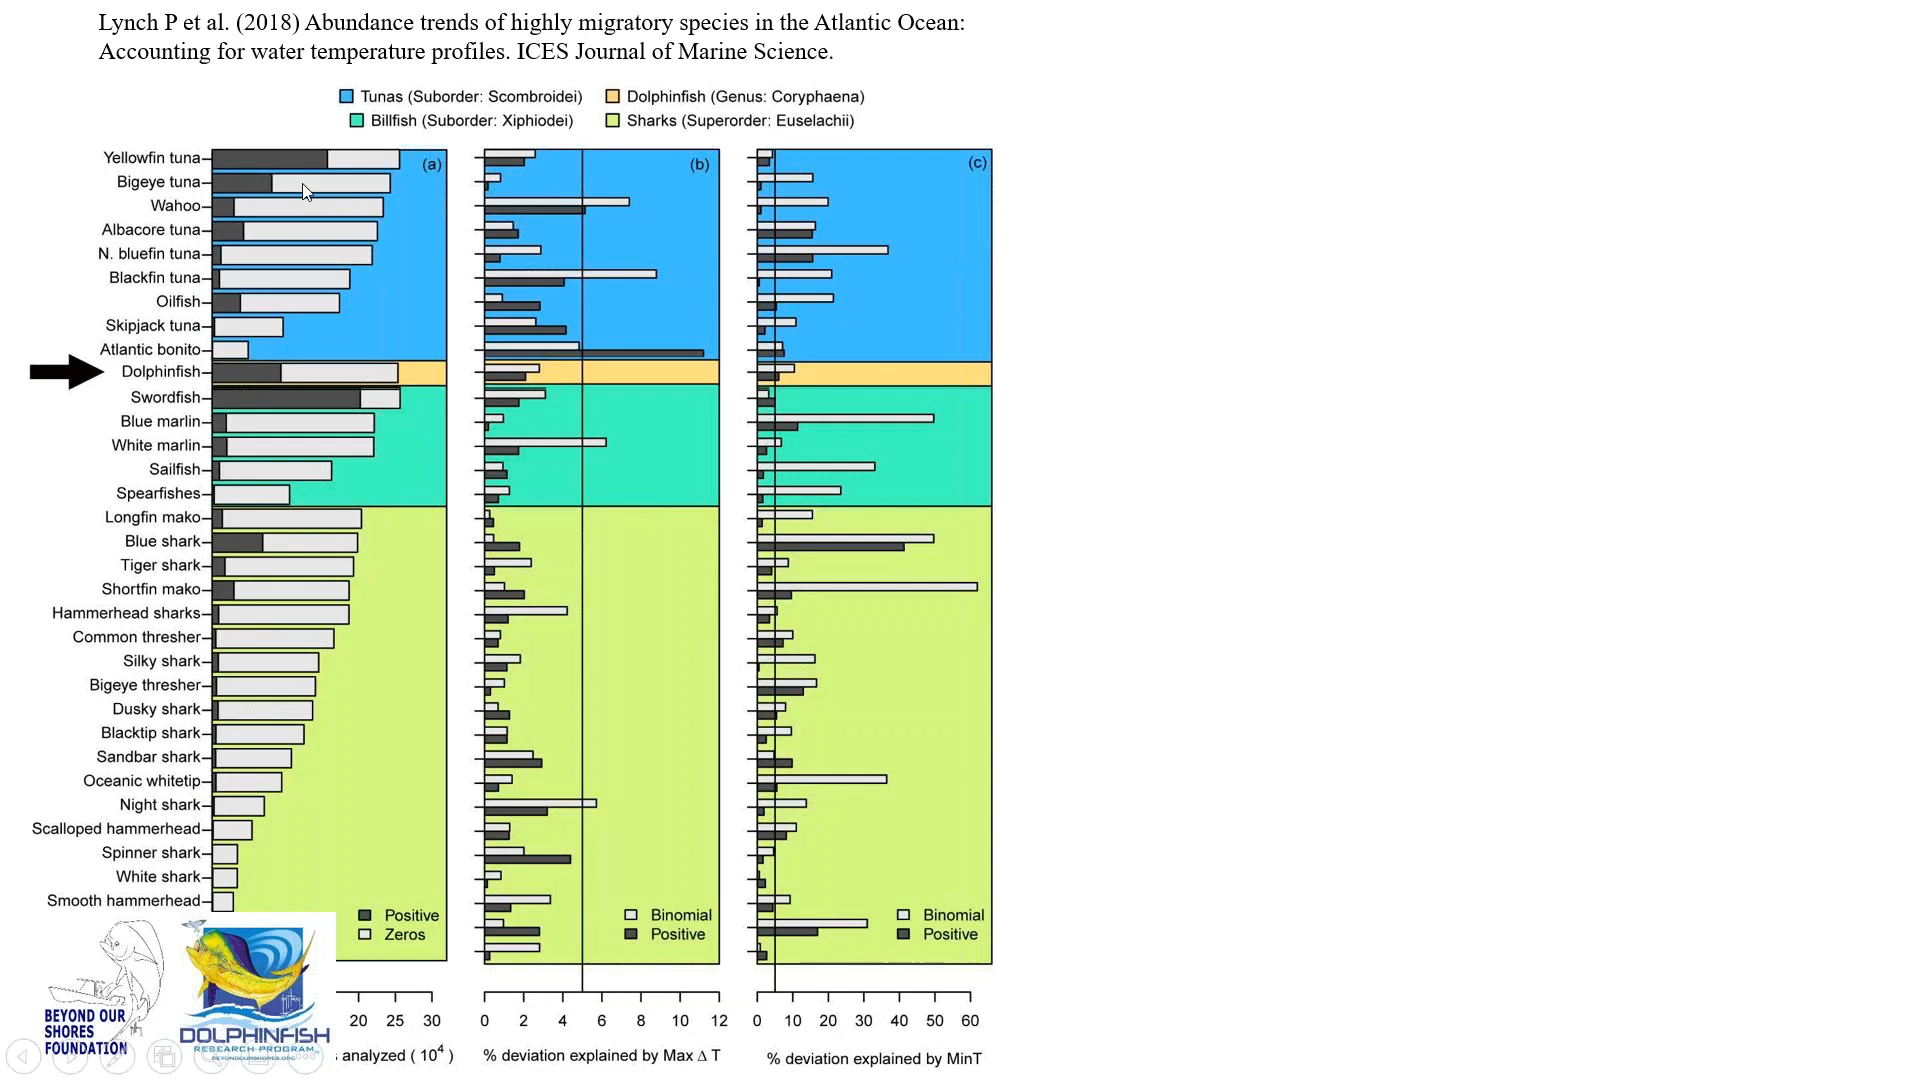 Lynch P et al. (2018) Abundance trends of highly migratory species in the Atlantic Ocean:
Accounting for water temperature profiles. ICES Journal of Marine Science.
Tunas (Suborder: Scombroidei)
Dolphinfish (Genus: Coryphaena)
Billfish (Suborder: Xiphiodei)
Sharks (Superorder: Euselachii)
(a)
(b)
(c)
Yellowfin tuna
Bigeye tuna
Wahoo
Albacore tuna
N. bluefin tuna
Blackfin tuna
Oilfish
Skipjack tuna
Atlantic bonito
Dolphinfish
Swordfish
Blue marlin
White marlin
Sailfish
Spearfishes
Longfin mako
Blue shark
Tiger shark
Shortfin mako
Hammerhead sharks
Common thresher
Silky shark
Bigeye thresher
Dusky shark
Blacktip shark
Sandbar shark
Oceanic whitetip
Night shark
Scalloped hammerhead
Spinner shark
White shark
Smooth hammerhead
Positive
Zeros
Binomial
Positive
Binomial
Positive
BEYOND OUR
SHORES
FOUNDATION
DOLPHINFISH
RESEARCH PROGRAM
BEYONDOURSHORES.ORG
20 25 30
0 2 4 6 8 10 12
0 10 20 30 40 50 60
analyzed (10⁴)
% deviation explained by Max Δ T
% deviation explained by MinT